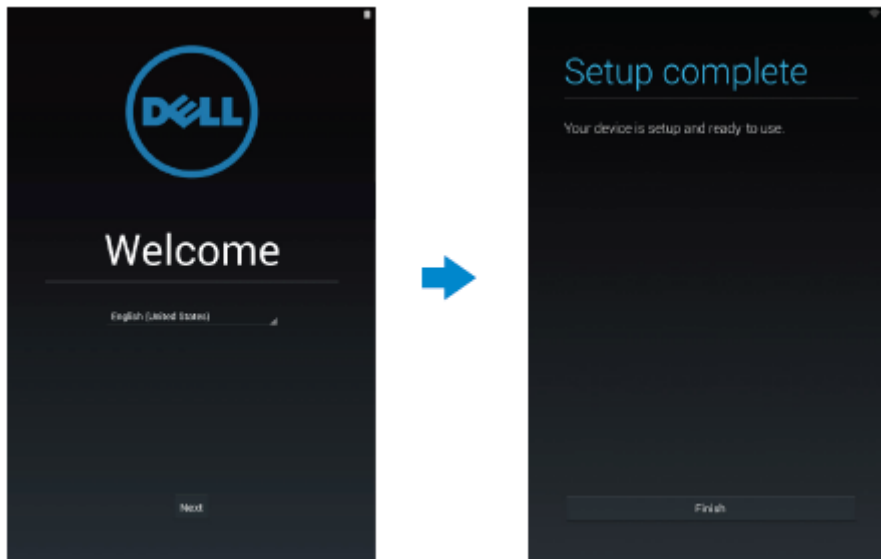 DELL
Welcome
English (United States)
Next
Setup complete
Your device is setup and ready to use.
Finish